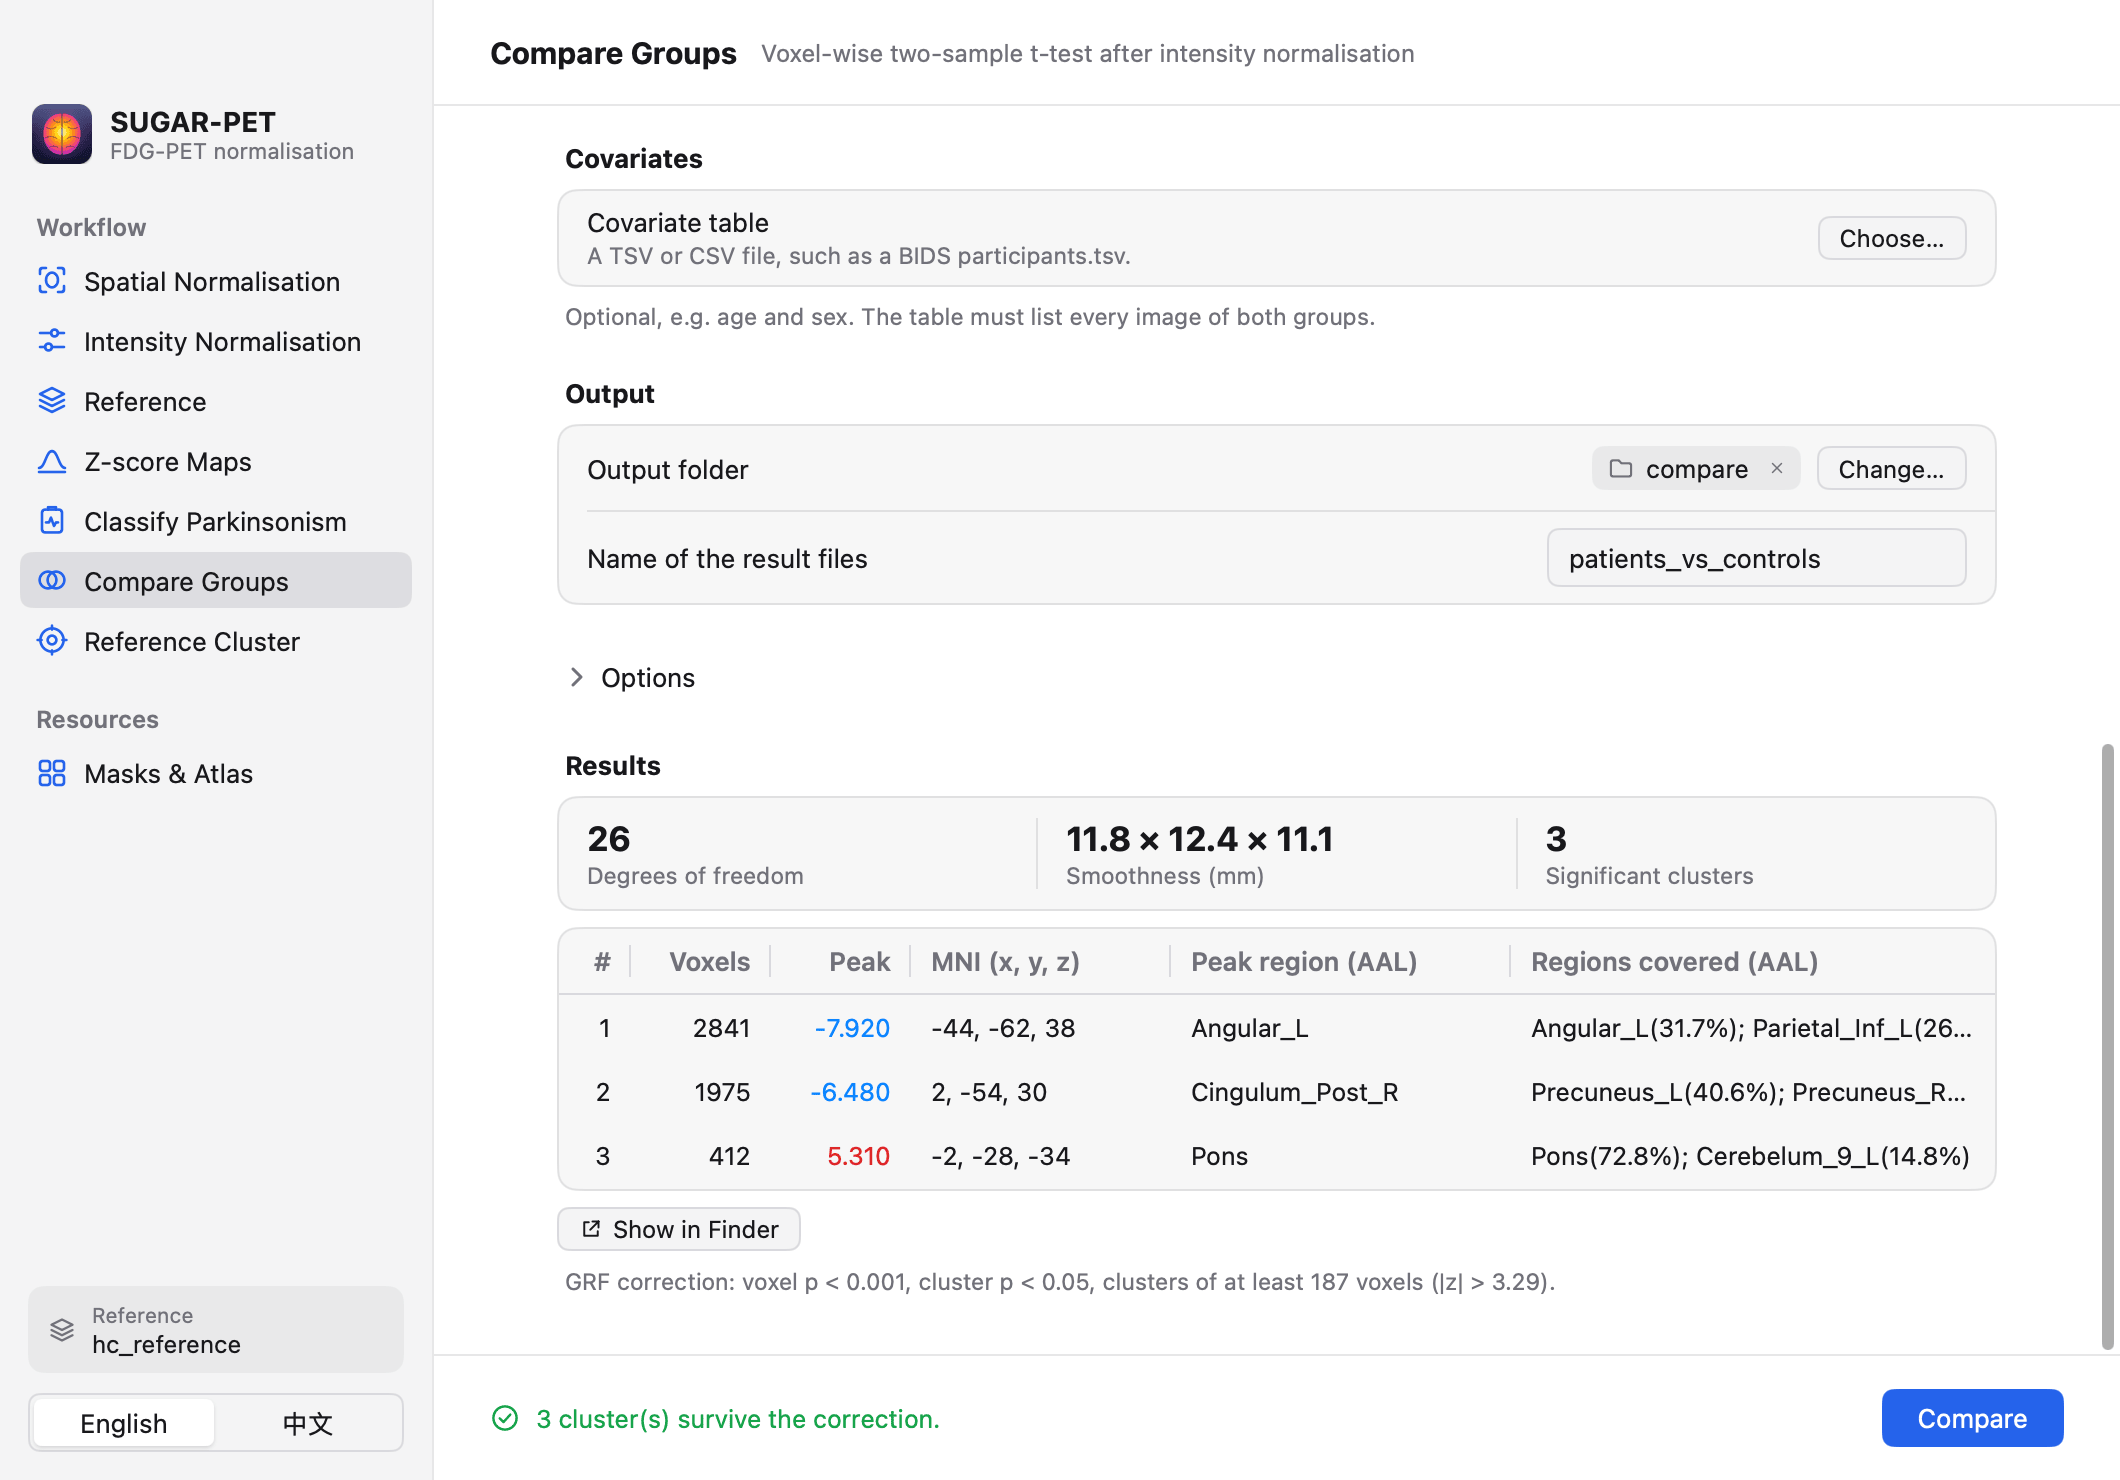 Compare Groups Voxel-wise two-sample t-test after intensity normalisation
SUGAR-PET
FDG-PET normalisation
Workflow
Spatial Normalisation
Intensity Normalisation
Reference
Z-score Maps
Classify Parkinsonism
Compare Groups
Reference Cluster
Resources
Masks & Atlas
Reference
hc_reference
English 中文
Covariates
Covariate table
A TSV or CSV file, such as a BIDS participants.tsv.
Choose...
Optional, e.g. age and sex. The table must list every image of both groups.
Output
Output folder compare × Change...
Name of the result files patients_vs_controls
Options
Results
26 11.8 × 12.4 × 11.1 3
Degrees of freedom Smoothness (mm) Significant clusters
# Voxels Peak MNI (x, y, z) Peak region (AAL) Regions covered (AAL)
1 2841 -7.920 -44, -62, 38 Angular_L Angular_L(31.7%); Parietal_Inf_L(26...
2 1975 -6.480 2, -54, 30 Cingulum_Post_R Precuneus_L(40.6%); Precuneus_R...
3 412 5.310 -2, -28, -34 Pons Pons(72.8%); Cerebelum_9_L(14.8%)
Show in Finder
GRF correction: voxel p < 0.001, cluster p < 0.05, clusters of at least 187 voxels (|z| > 3.29).
3 cluster(s) survive the correction.
Compare